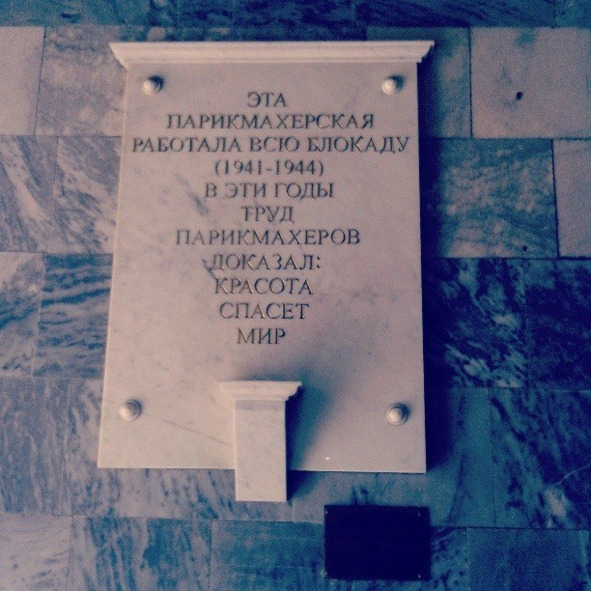 ЭТА
ПАРИКМАХЕРСКАЯ
РАБОТАЛА ВСЮ БЛОКАДУ
(1941-1944)
В ЭТИ ГОДЫ
ТРУД
ПАРИКМАХЕРОВ
ДОКАЗАЛ:
КРАСОТА
СПАСЕТ
МИР